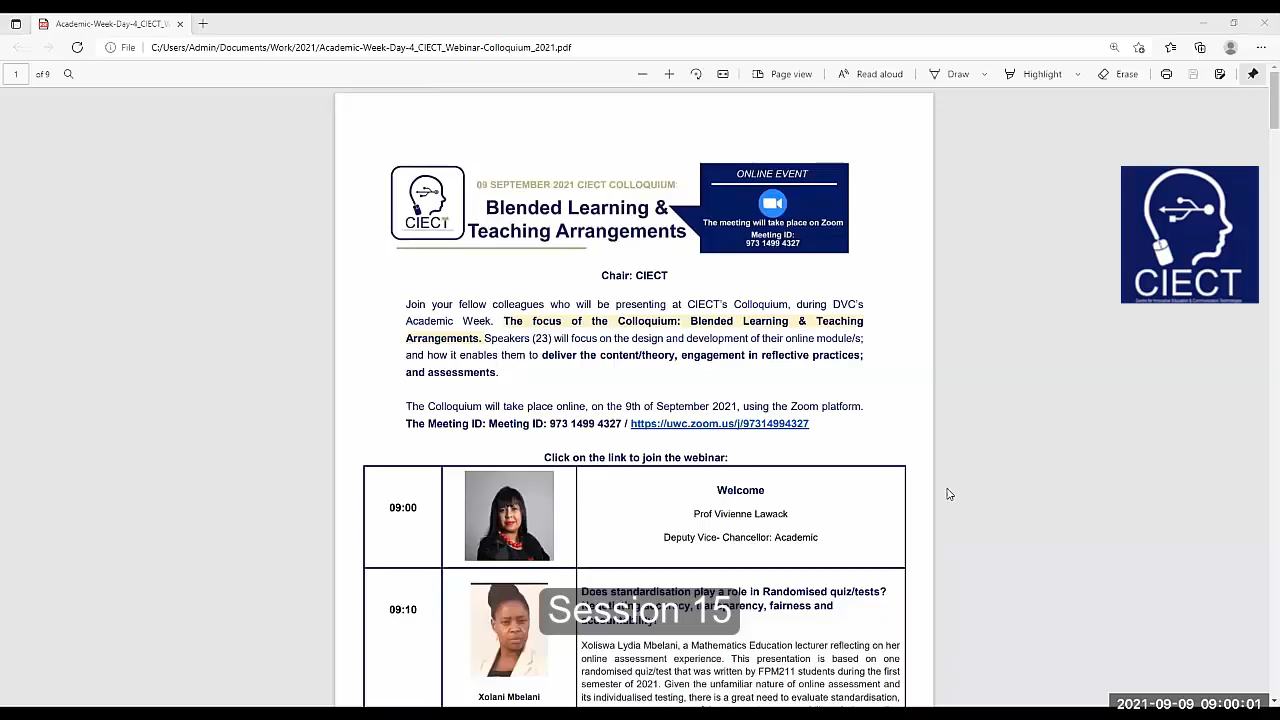 Academic-Week-Day-4_CIECT_W
File
C:/Users/Admin/Documents/Work/2021/Academic-Week-Day-4_CIECT_Webinar-Colloquium_2021.pdf
1 of 9
Page view
Read aloud
Draw
Highlight
Erase
CIECT
09 SEPTEMBER 2021 CIECT COLLOQUIUM:
Blended Learning &
Teaching Arrangements
ONLINE EVENT
The meeting will take place on Zoom
Meeting ID:
973 1499 4327
CIECT
Centre for Innovative Education & Communication Technologies
Chair: CIECT
Join your fellow colleagues who will be presenting at CIECT's Colloquium, during DVC's
Academic Week. The focus of the Colloquium: Blended Learning & Teaching
Arrangements. Speakers (23) will focus on the design and development of their online module/s;
and how it enables them to deliver the content/theory, engagement in reflective practices;
and assessments.
The Colloquium will take place online, on the 9th of September 2021, using the Zoom platform.
The Meeting ID: Meeting ID: 973 1499 4327 / https://uwc.zoom.us/j/97314994327
Click on the link to join the webinar:
09:00
Welcome
Prof Vivienne Lawack
Deputy Vice- Chancellor: Academic
09:10
Xolani Mbelani
Does standardisation play a role in Randomised quiz/tests?
transparency, fairness and
Session 15
Xoliswa Lydia Mbelani, a Mathematics Education lecturer reflecting on her
online assessment experience. This presentation is based on one
randomised quiz/test that was written by FPM211 students during the first
semester of 2021. Given the unfamiliar nature of online assessment and
its individualised testing, there is a great need to evaluate standardisation,
2021-09-09 09:00:01